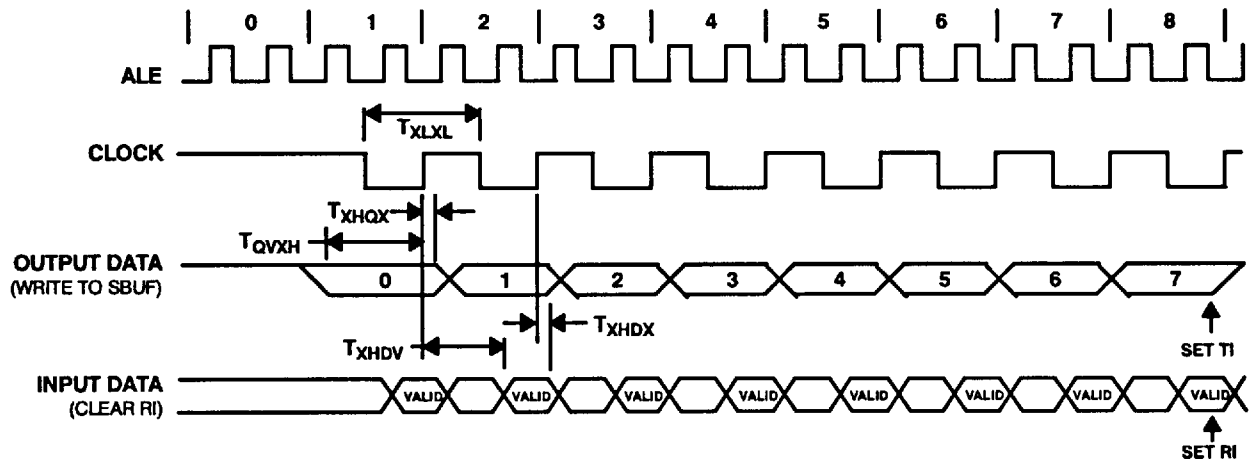 0 1 2 3 4 5 6 7 8
ALE
T_XLXL
CLOCK
T_XHQX
T_QVXH
OUTPUT DATA
(WRITE TO SBUF)
0 1 2 3 4 5 6 7
T_XHDX
SET TI
T_XHDV
INPUT DATA
(CLEAR RI)
VALID VALID VALID VALID VALID VALID VALID VALID
SET RI